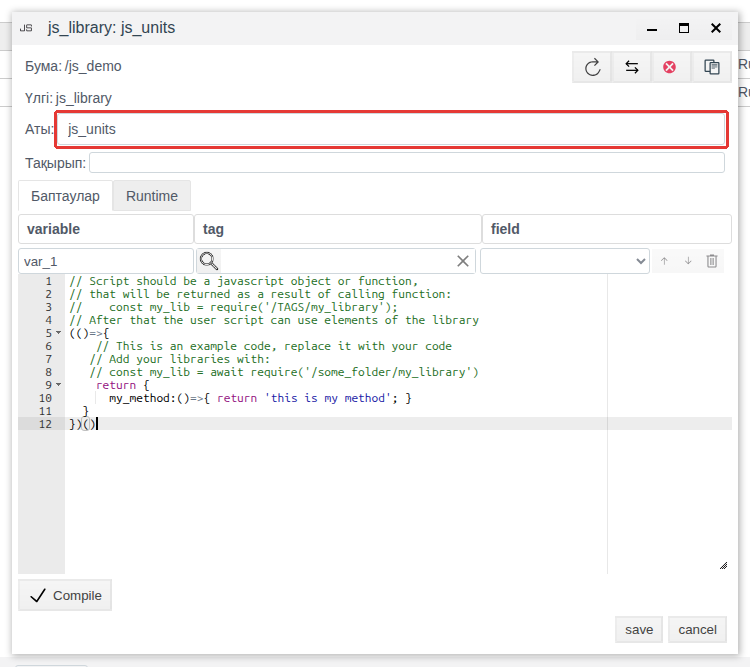 JS js_library: js_units
Бума: /js_demo
Үлгі: js_library
Аты: js_units
Тақырып:
Баптаулар Runtime
variable tag field
var_1
1 // Script should be a javascript object or function,
2 // that will be returned as a result of calling function:
3 //    const my_lib = require('/TAGS/my_library');
4 // After that the user script can use elements of the library
5 (()=>{
6     // This is an example code, replace it with your code
7    // Add your libraries with:
8    // const my_lib = await require('/some_folder/my_library')
9     return {
10       my_method:()=>{ return 'this is my method'; }
11   }
12 })()
Compile
save cancel
Ru
Ru